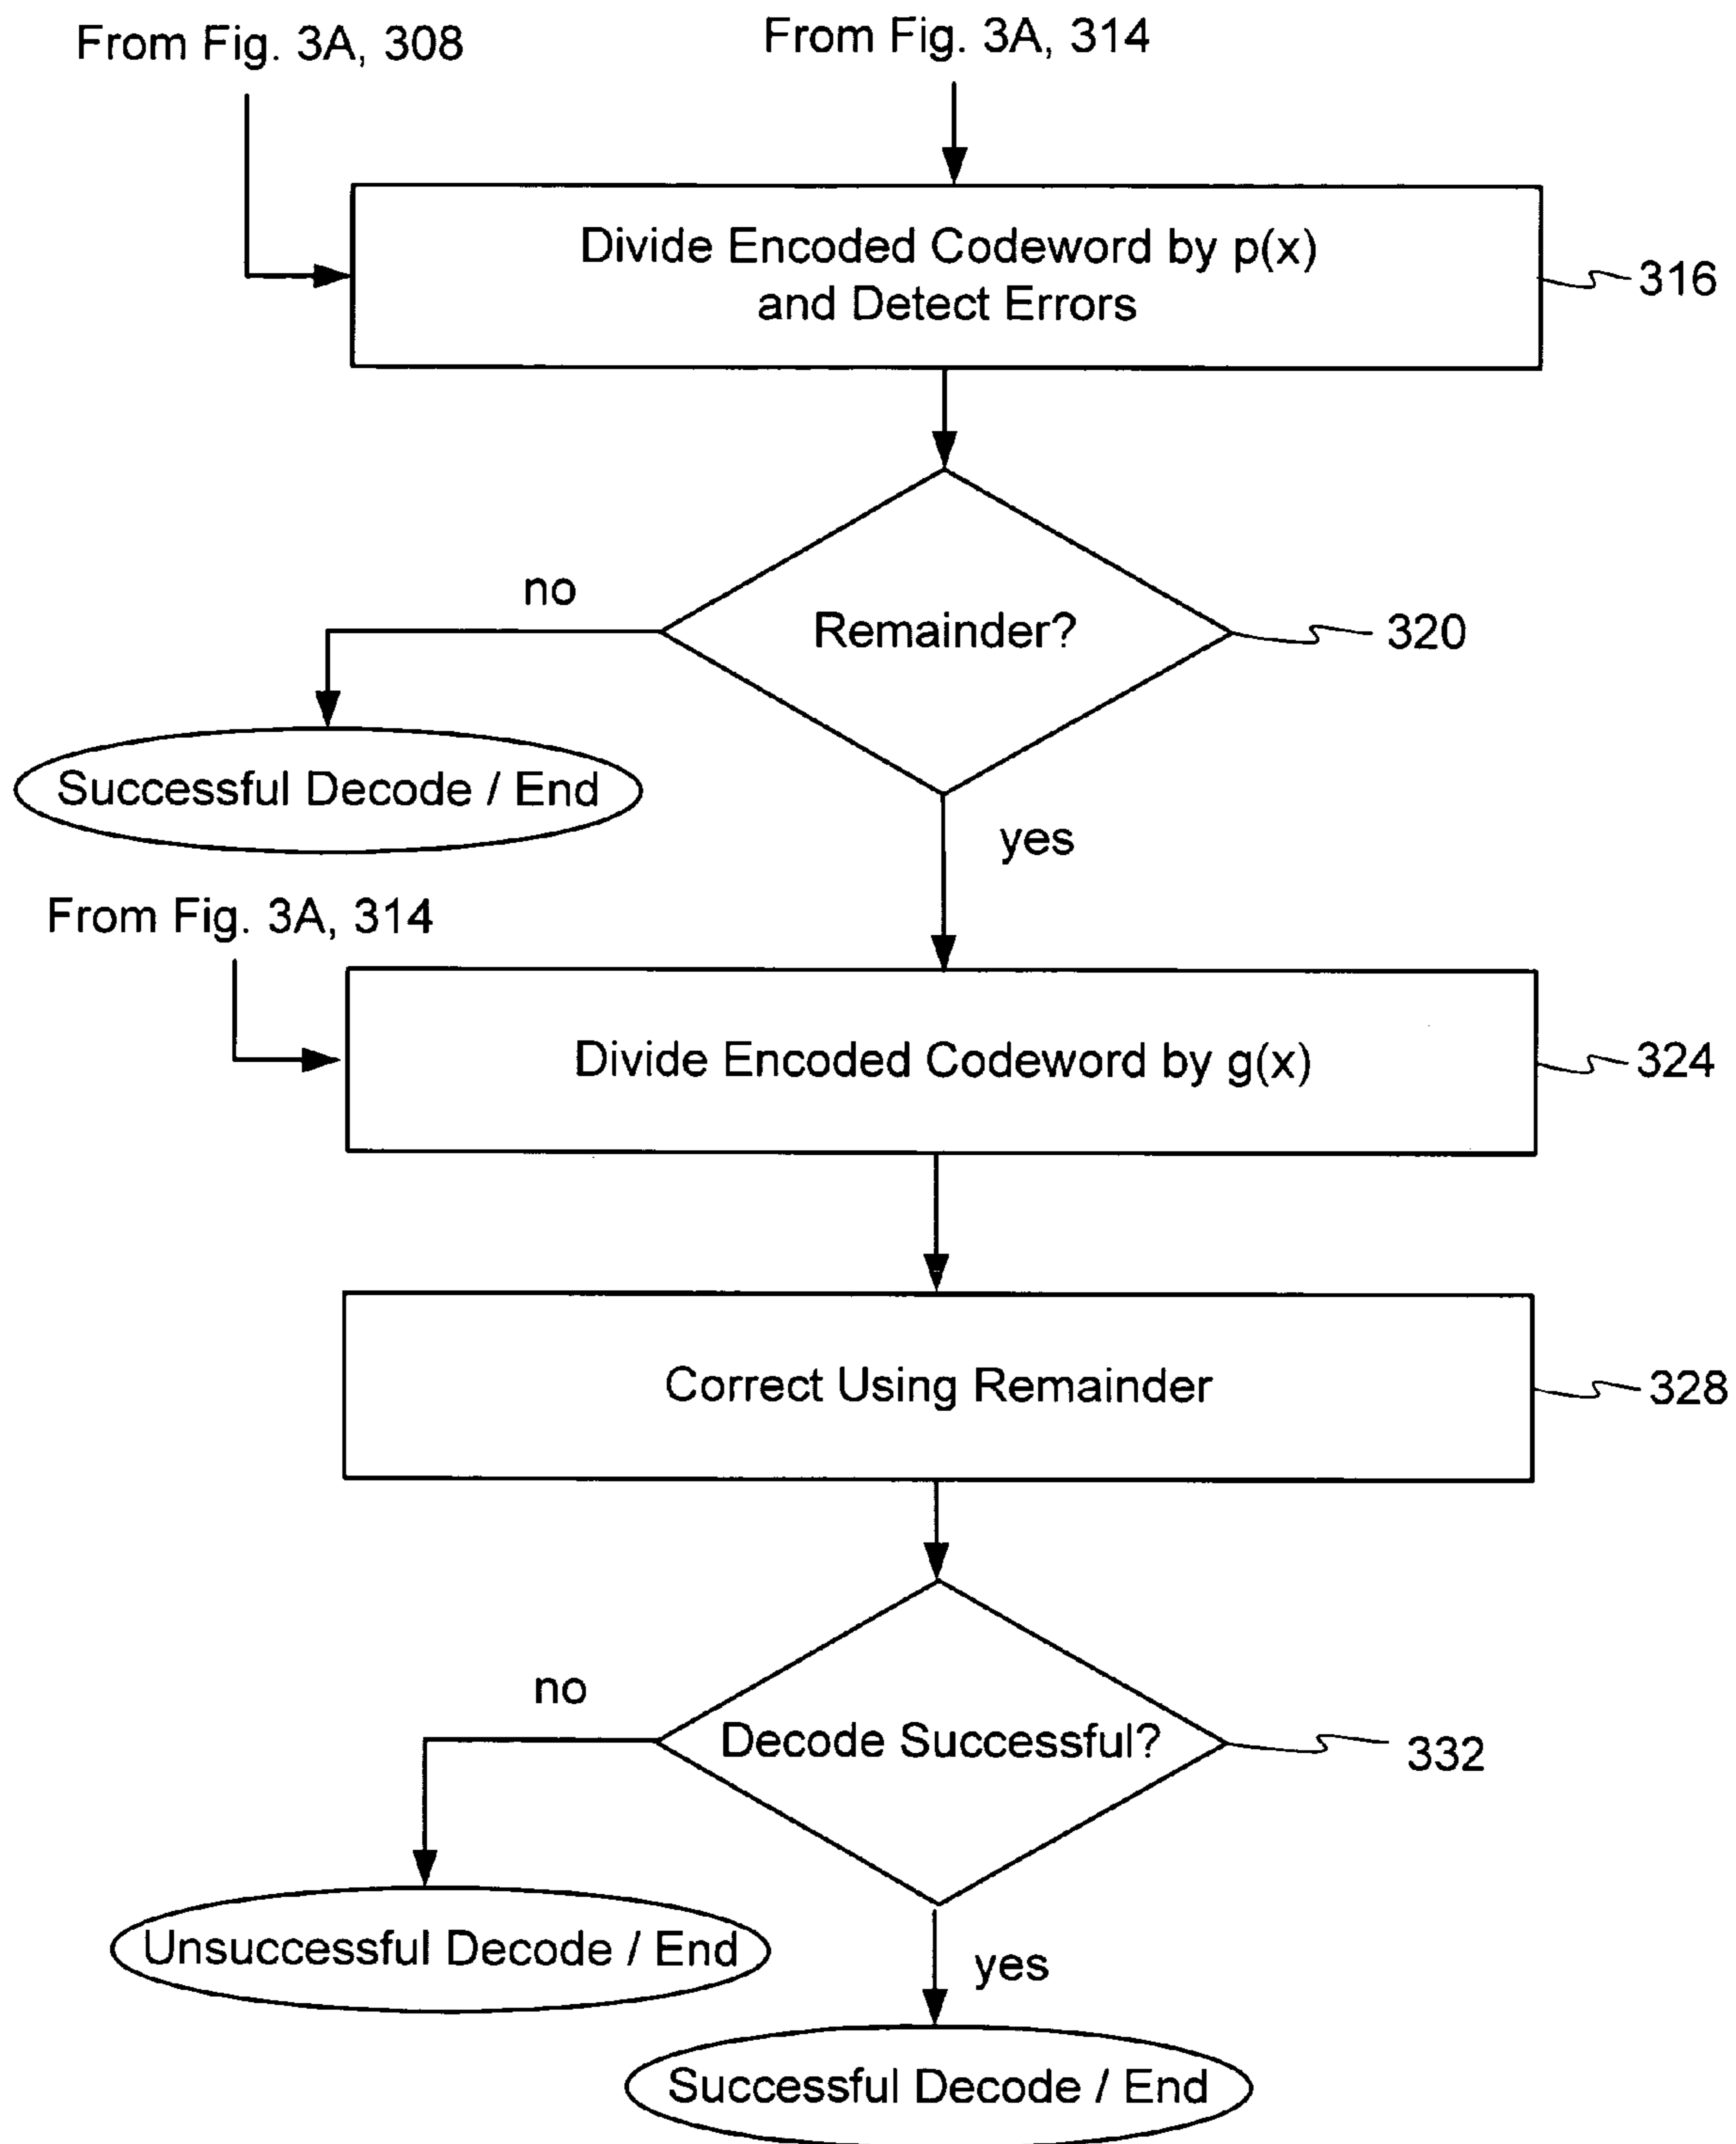 From Fig. 3A, 308
From Fig. 3A, 314
Divide Encoded Codeword by p(x)
and Detect Errors
316
Remainder?
320
no
Successful Decode / End
yes
From Fig. 3A, 314
Divide Encoded Codeword by g(x)
324
Correct Using Remainder
328
Decode Successful?
332
no
Unsuccessful Decode / End
yes
Successful Decode / End